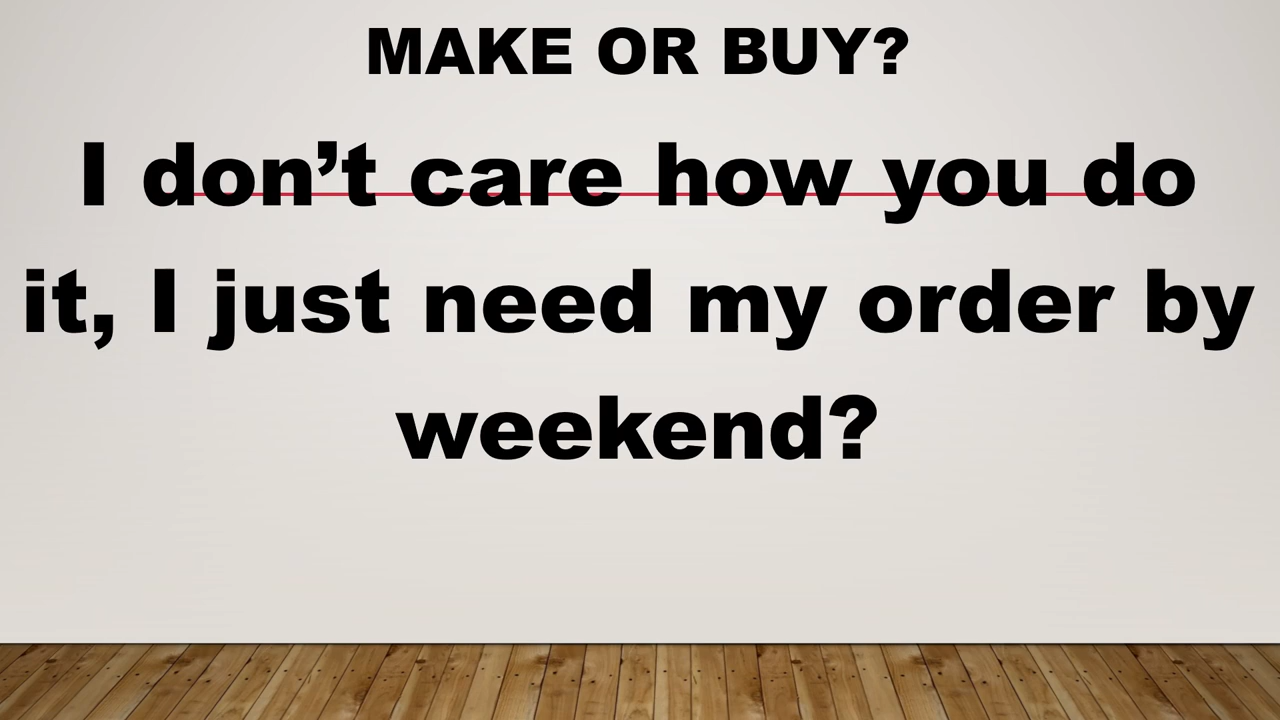 MAKE OR BUY?
I don’t care how you do
it, I just need my order by
weekend?